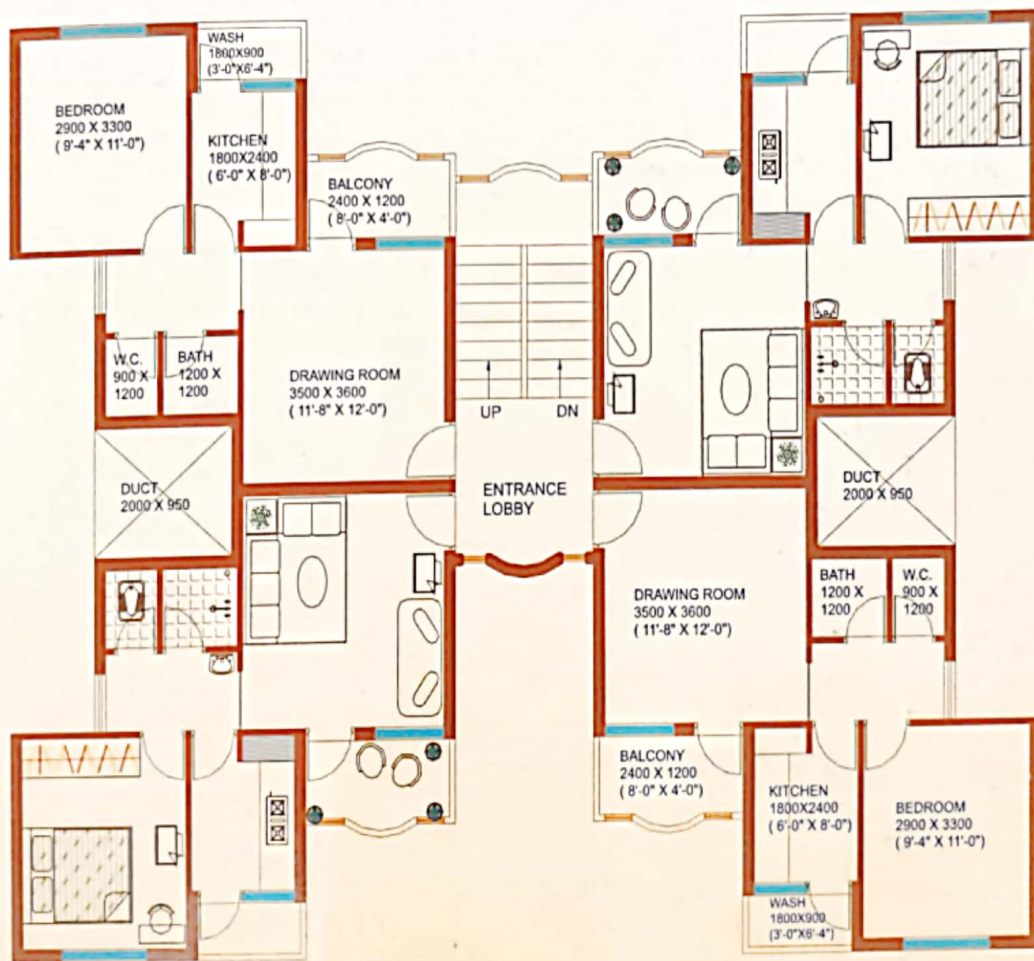 WASH
1800X900
(3'-0"X6'-4")
BEDROOM
2900 X 3300
( 9'-4" X 11'-0")
KITCHEN
1800X2400
( 6'-0" X 8'-0")
BALCONY
2400 X 1200
( 8'-0" X 4'-0")
W.C.
900 X
1200
BATH
1200 X
1200
DRAWING ROOM
3500 X 3600
( 11'-8" X 12'-0")
UP
DN
DUCT
2000 X 950
ENTRANCE
LOBBY
DUCT
2000 X 950
DRAWING ROOM
3500 X 3600
( 11'-8" X 12'-0")
BATH
1200 X
1200
W.C.
900 X
1200
BALCONY
2400 X 1200
( 8'-0" X 4'-0")
KITCHEN
1800X2400
( 6'-0" X 8'-0")
BEDROOM
2900 X 3300
( 9'-4" X 11'-0")
WASH
1800X900
(3'-0"X6'-4")